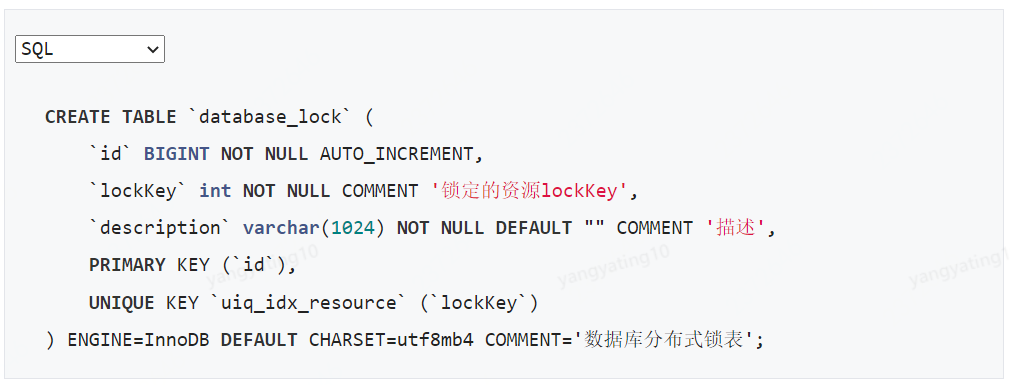 SQL
CREATE TABLE `database_lock` (
    `id` BIGINT NOT NULL AUTO_INCREMENT,
    `lockKey` int NOT NULL COMMENT '锁定的资源lockKey',
    `description` varchar(1024) NOT NULL DEFAULT "" COMMENT '描述',
    PRIMARY KEY (`id`),
    UNIQUE KEY `uiq_idx_resource` (`lockKey`)
) ENGINE=InnoDB DEFAULT CHARSET=utf8mb4 COMMENT='数据库分布式锁表';
yangyating10
yangyating10
yangyating1